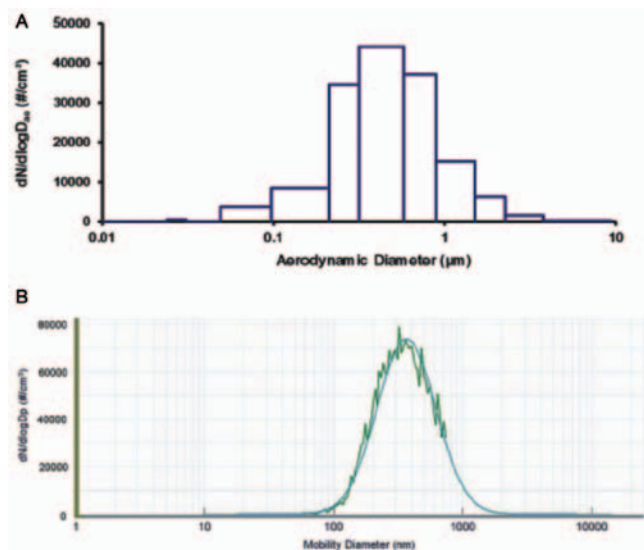 A
50000
40000
30000
20000
10000
0
dN/dlogDae (#/cm³)
0.01 0.1 1 10
Aerodynamic Diameter (µm)
B
80000
60000
40000
20000
0
dN/dlogDp (#/cm³)
1 10 100 1000 10000
Mobility Diameter (nm)